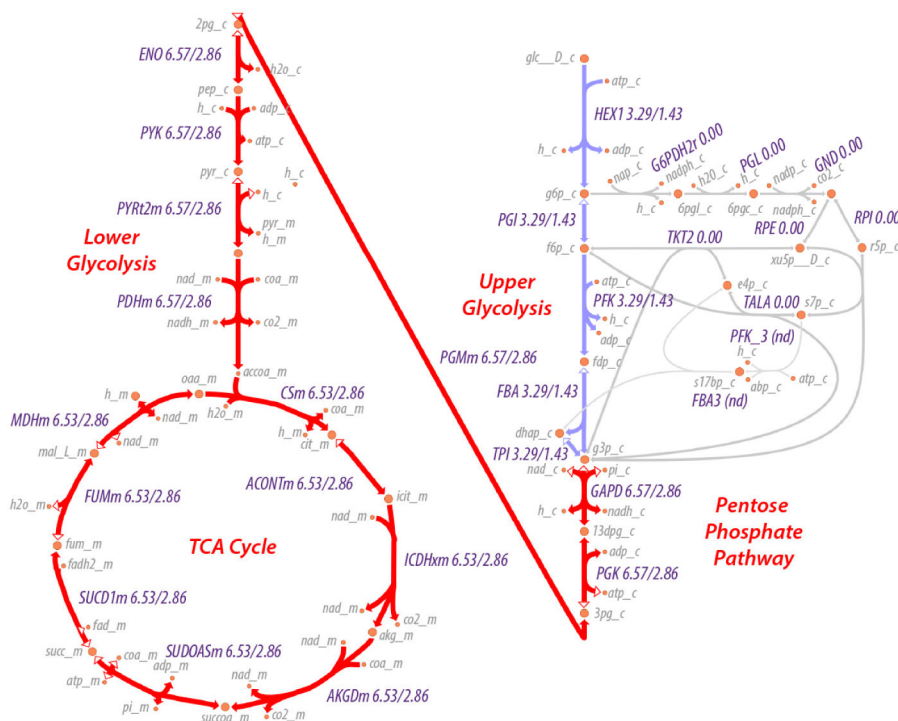 2pg_c
ENO 6.57/2.86
h2o_c
pep_c
h_c
adp_c
PYK 6.57/2.86
atp_c
pyr_c
h_c
h_c
PYRt2m 6.57/2.86
pyr_m
h_m
Lower
Glycolysis
nad_m
coa_m
PDHm 6.57/2.86
nadh_m
co2_m
accoa_m
oaa_m
h2o_m
CSm 6.53/2.86
coa_m
h_m
cit_m
h_m
nad_m
MDHm 6.53/2.86
nad_m
mal_L_m
ACONTm 6.53/2.86
icit_m
nad_m
FUMm 6.53/2.86
h2o_m
TCA Cycle
fum_m
fadh2_m
ICDHxm 6.53/2.86
SUCD1m 6.53/2.86
nad_m
co2_m
fad_m
akg_m
nad_m
succ_m
SUDOASm 6.53/2.86
coa_m
adp_m
coa_m
atp_m
nad_m
AKGDm 6.53/2.86
pi_m
succoa_m
co2_m
glc__D_c
atp_c
HEX1 3.29/1.43
h_c
adp_c
G6PDH2r 0.00
PGL 0.00
GND 0.00
nap_c
nadph_c
h20_c
h_c
nadp_c
co2_c
g6p_c
h_c
6pgl_c
6pgc_c
nadph_c
RPI 0.00
PGI 3.29/1.43
TKT2 0.00
RPE 0.00
f6p_c
xu5p__D_c
r5p_c
Upper
Glycolysis
atp_c
PFK 3.29/1.43
h_c
adp_c
e4p_c
TALA 0.00
s7p_c
PFK_3 (nd)
PGMm 6.57/2.86
fdp_c
h_c
s17bp_c
abp_c
atp_c
FBA 3.29/1.43
FBA3 (nd)
dhap_c
TPI 3.29/1.43
g3p_c
nad_c
pi_c
GAPD 6.57/2.86
h_c
nadh_c
13dpg_c
Pentose
Phosphate
Pathway
adp_c
PGK 6.57/2.86
atp_c
3pg_c